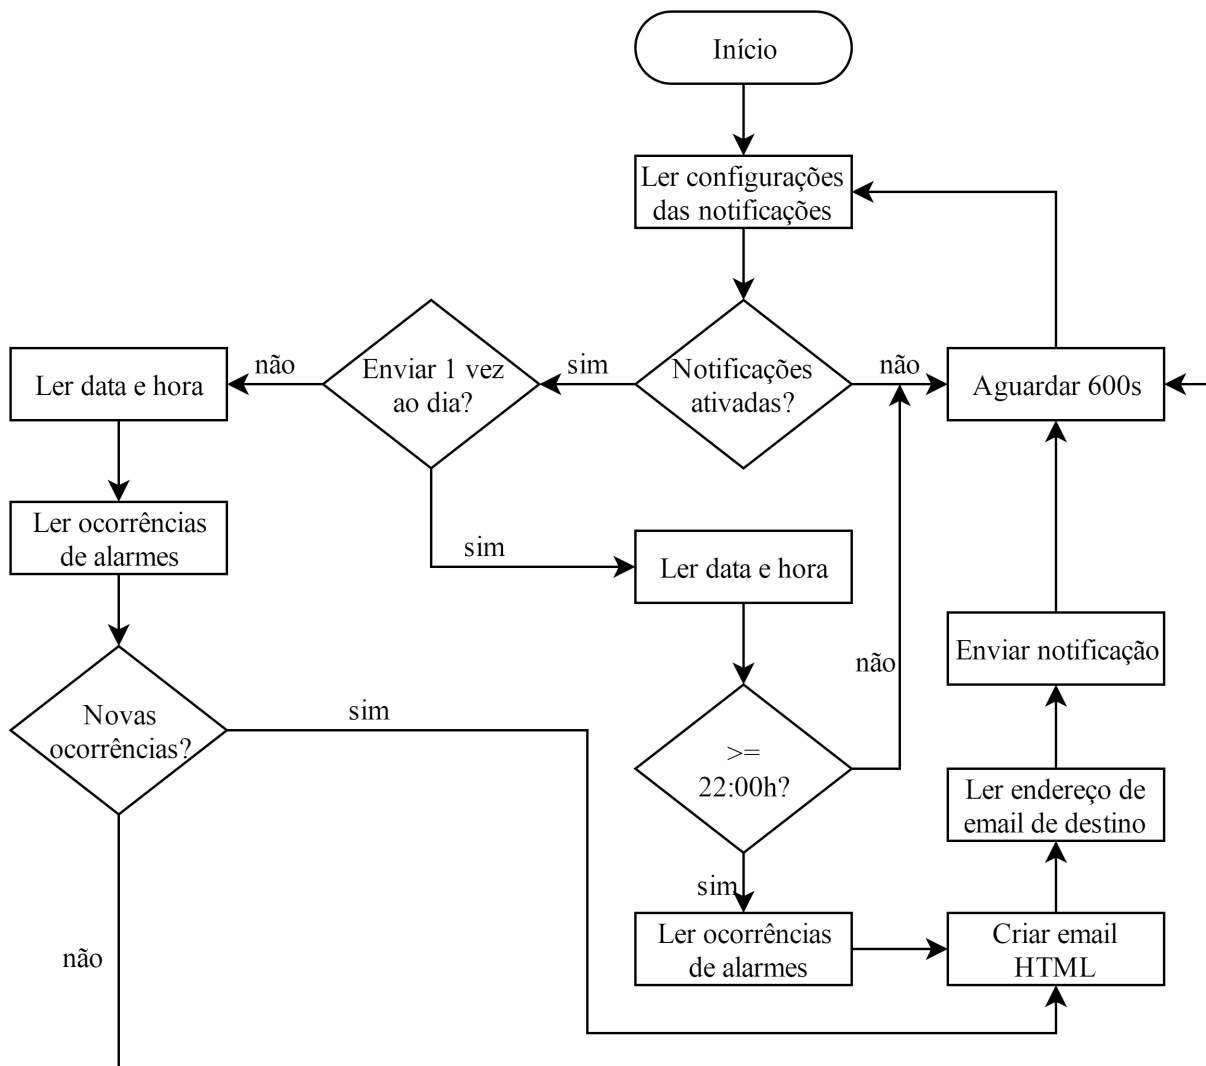 Início
Ler configurações
das notificações
Notificações
ativadas?
sim
não
Enviar 1 vez
ao dia?
não
sim
Ler data e hora
Ler ocorrências
de alarmes
Novas
ocorrências?
sim
não
Ler data e hora
>=
22:00h?
não
sim
Ler ocorrências
de alarmes
Criar email
HTML
Ler endereço de
email de destino
Enviar notificação
Aguardar 600s